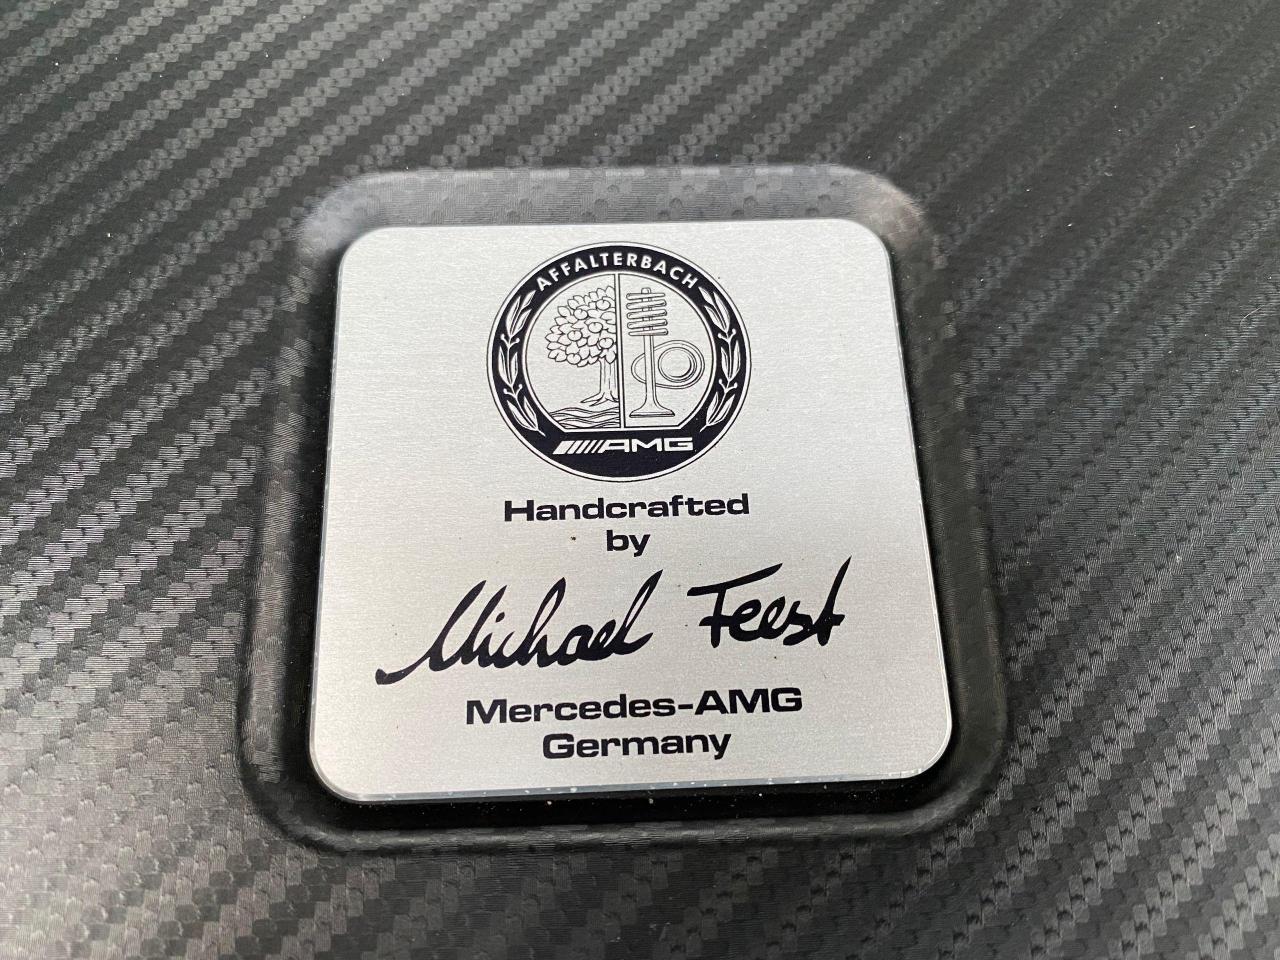 AFFALTERBACH
AMG
Handcrafted
by
Michael Feest
Mercedes-AMG
Germany